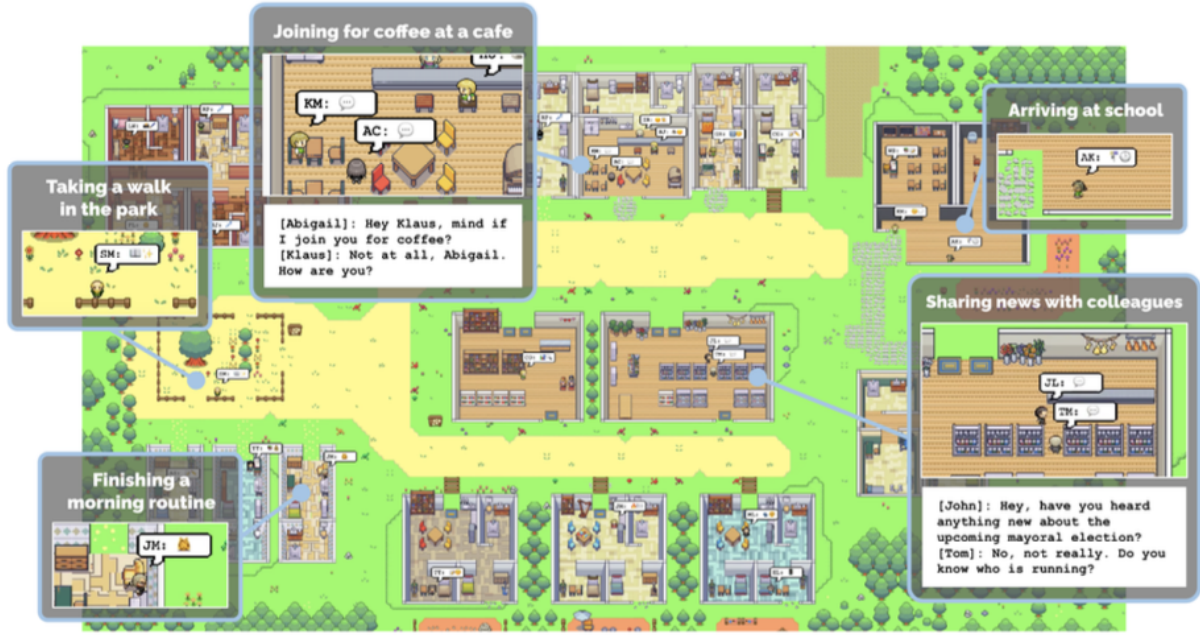 Joining for coffee at a cafe
KM:
AC:
[Abigail]: Hey Klaus, mind if
I join you for coffee?
[Klaus]: Not at all, Abigail.
How are you?
Taking a walk
in the park
SM:
Arriving at school
AK:
Sharing news with colleagues
JL:
TM:
[John]: Hey, have you heard
anything new about the
upcoming mayoral election?
[Tom]: No, not really. Do you
know who is running?
Finishing a
morning routine
JM: